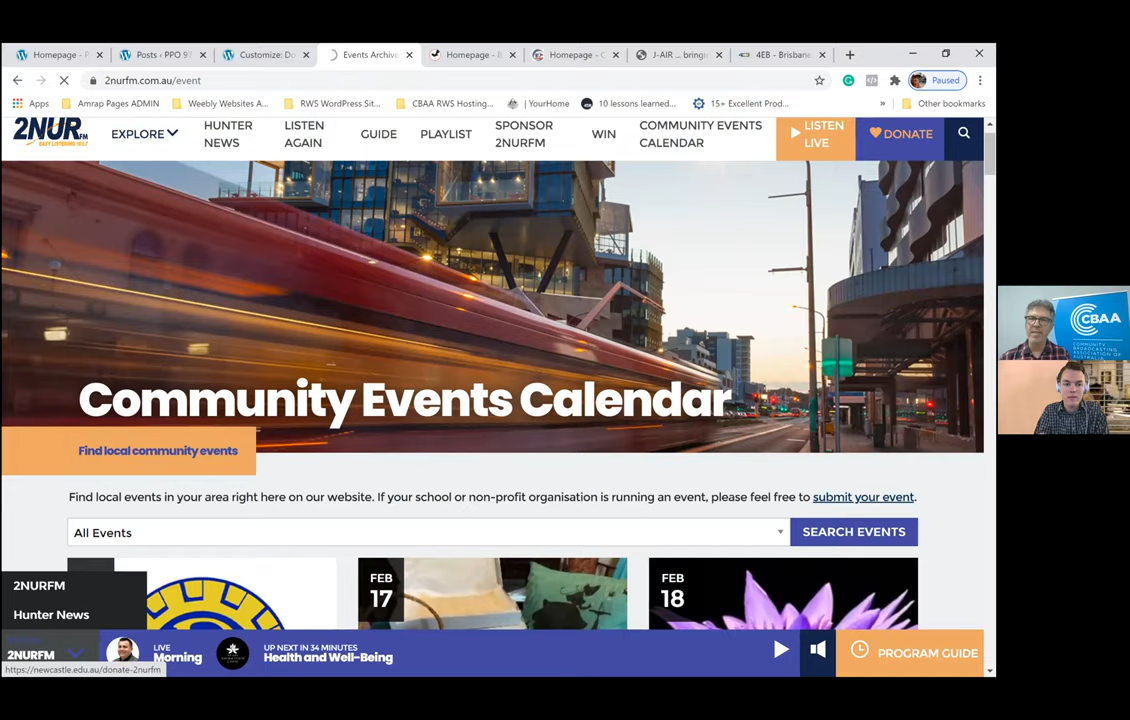 Homepage - P
Posts ‹ PPO 97
Customize: Do
Events Archive
Homepage - 8
Homepage - C
J-AIR ... bringi
4EB - Brisbane
2nurfm.com.au/event
Paused
Apps
Amrap Pages ADMIN
Weebly Websites A...
RWS WordPress Sit...
CBAA RWS Hosting...
| YourHome
10 lessons learned...
15+ Excellent Prod...
»
Other bookmarks
2NUR FM
EASY LISTENING 103.7
EXPLORE
HUNTER
NEWS
LISTEN
AGAIN
GUIDE
PLAYLIST
SPONSOR
2NURFM
WIN
COMMUNITY EVENTS
CALENDAR
LISTEN
LIVE
DONATE
Community Events Calendar
Find local community events
CBAA
COMMUNITY
BROADCASTING
ASSOCIATION OF
AUSTRALIA
Find local events in your area right here on our website. If your school or non-profit organisation is running an event, please feel free to submit your event.
All Events
SEARCH EVENTS
FEB
17
FEB
18
2NURFM
Hunter News
2NURFM
LIVE
Morning
UP NEXT IN 34 MINUTES
Health and Well-Being
PROGRAM GUIDE
https://newcastle.edu.au/donate-2nurfm